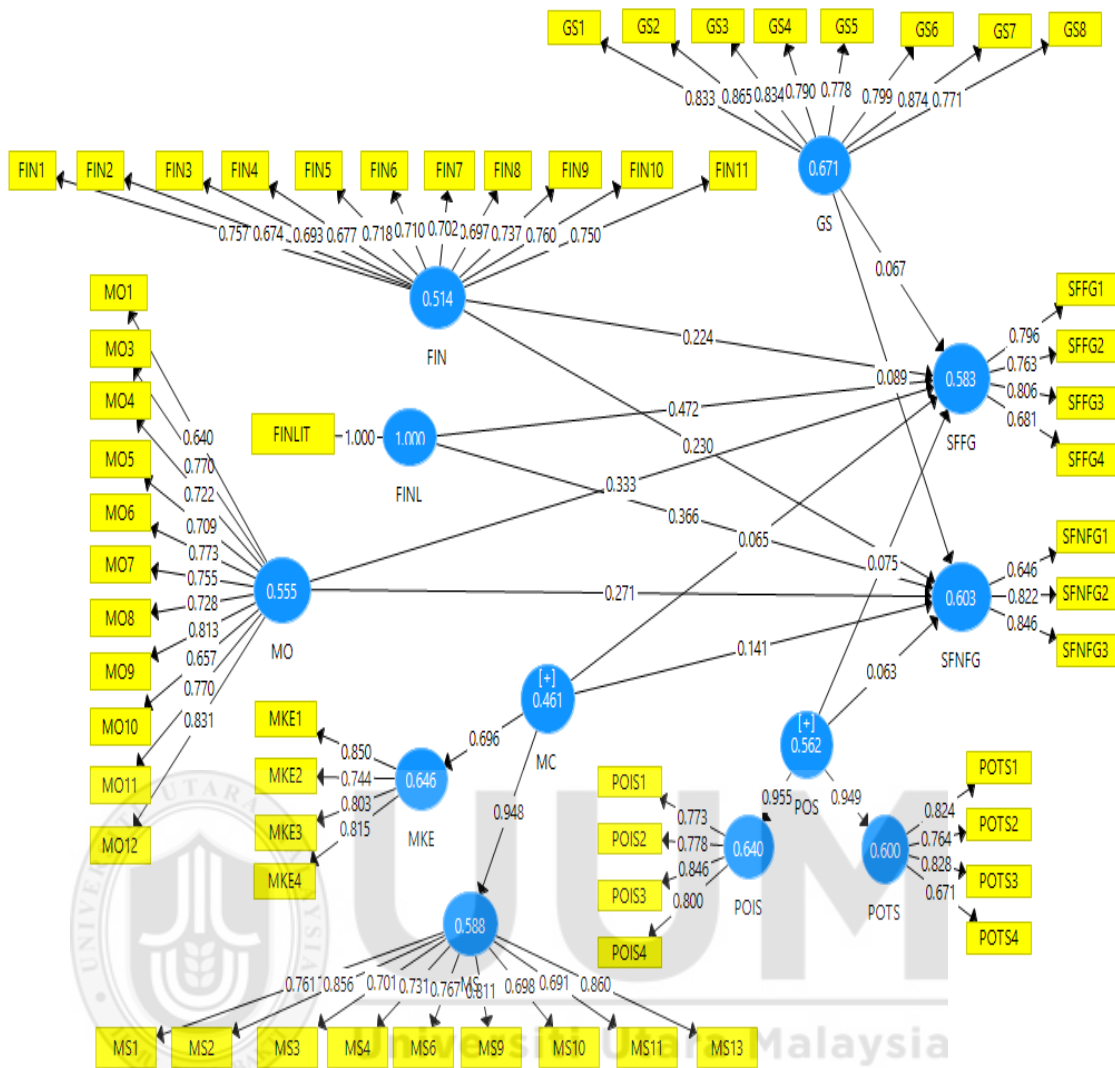 GS1 GS2 GS3 GS4 GS5 GS6 GS7 GS8
0.833 0.865 0.834 0.790 0.778 0.799 0.874 0.771
0.671
GS
FIN1 FIN2 FIN3 FIN4 FIN5 FIN6 FIN7 FIN8 FIN9 FIN10 FIN11
0.757 0.674 0.693 0.677 0.718 0.710 0.702 0.697 0.737 0.760 0.750
0.514
FIN
0.067
0.089
0.224
0.230
FINLIT
1.000
1.000
FINL
0.472
0.366
MO1
MO3
MO4
MO5
MO6
MO7
MO8
MO9
MO10
MO11
MO12
0.640
0.770
0.722
0.709
0.773
0.755
0.728
0.813
0.657
0.770
0.831
0.555
MO
0.333
0.271
0.583
SFFG
0.796
0.763
0.806
0.681
SFFG1
SFFG2
SFFG3
SFFG4
0.603
SFNFG
0.646
0.822
0.846
SFNFG1
SFNFG2
SFNFG3
0.065
0.141
0.075
0.063
[+]
0.461
MC
0.696
0.948
MKE1
MKE2
MKE3
MKE4
0.850
0.744
0.803
0.815
0.646
MKE
[+]
0.562
POS
0.955
0.949
POIS1
POIS2
POIS3
POIS4
0.773
0.778
0.846
0.800
0.640
POIS
0.600
POTS
0.824
0.764
0.828
0.671
POTS1
POTS2
POTS3
POTS4
0.588
MS
0.761 0.856 0.701 0.731 0.767 0.811 0.698 0.691 0.860
MS1 MS2 MS3 MS4 MS6 MS9 MS10 MS11 MS13
UUM
Universiti Utara Malaysia